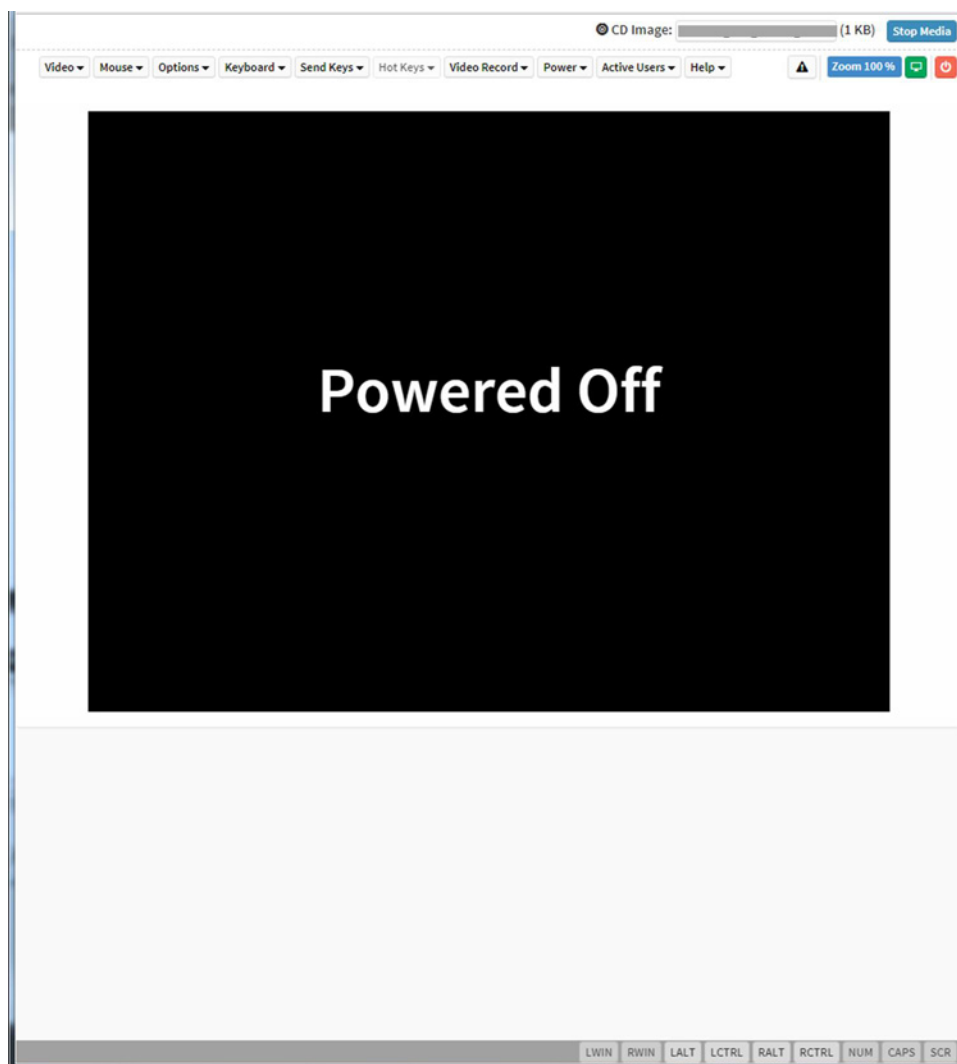 CD Image: (1 KB) Stop Media
Video Mouse Options Keyboard Send Keys Hot Keys Video Record Power Active Users Help Zoom 100 %
Powered Off
LWIN RWIN LALT LCTRL RALT RCTRL NUM CAPS SCR